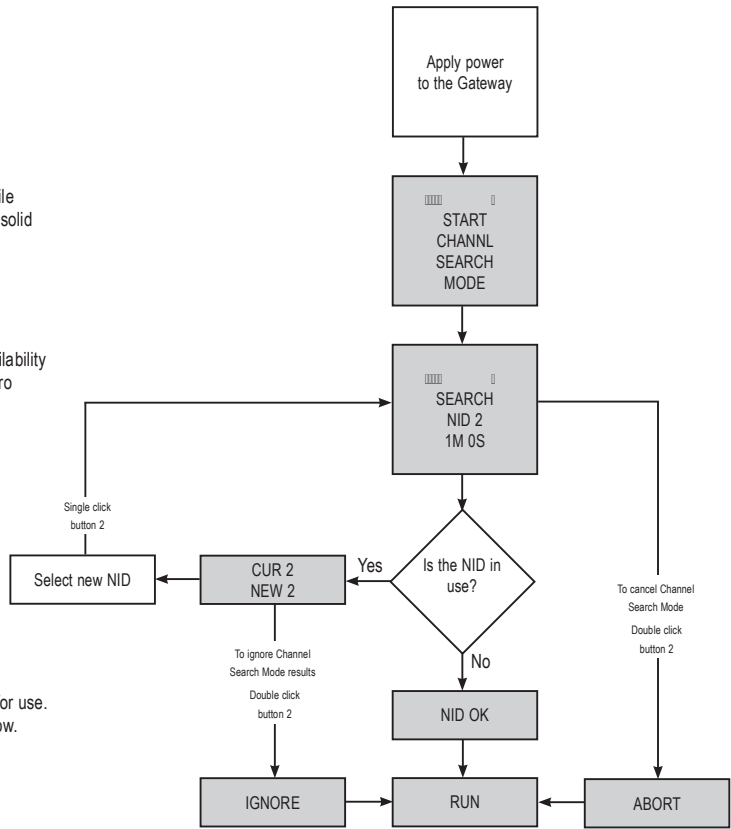 Apply power
to the Gateway
ile
solid
START
CHANNL
SEARCH
MODE
ilability
ro
SEARCH
NID 2
1M 0S
Single click
button 2
Select new NID
CUR 2
NEW 2
Yes
Is the NID in
use?
To cancel Channel
Search Mode
Double click
button 2
To ignore Channel
Search Mode results
Double click
button 2
No
or use.
ow.
NID OK
IGNORE
RUN
ABORT